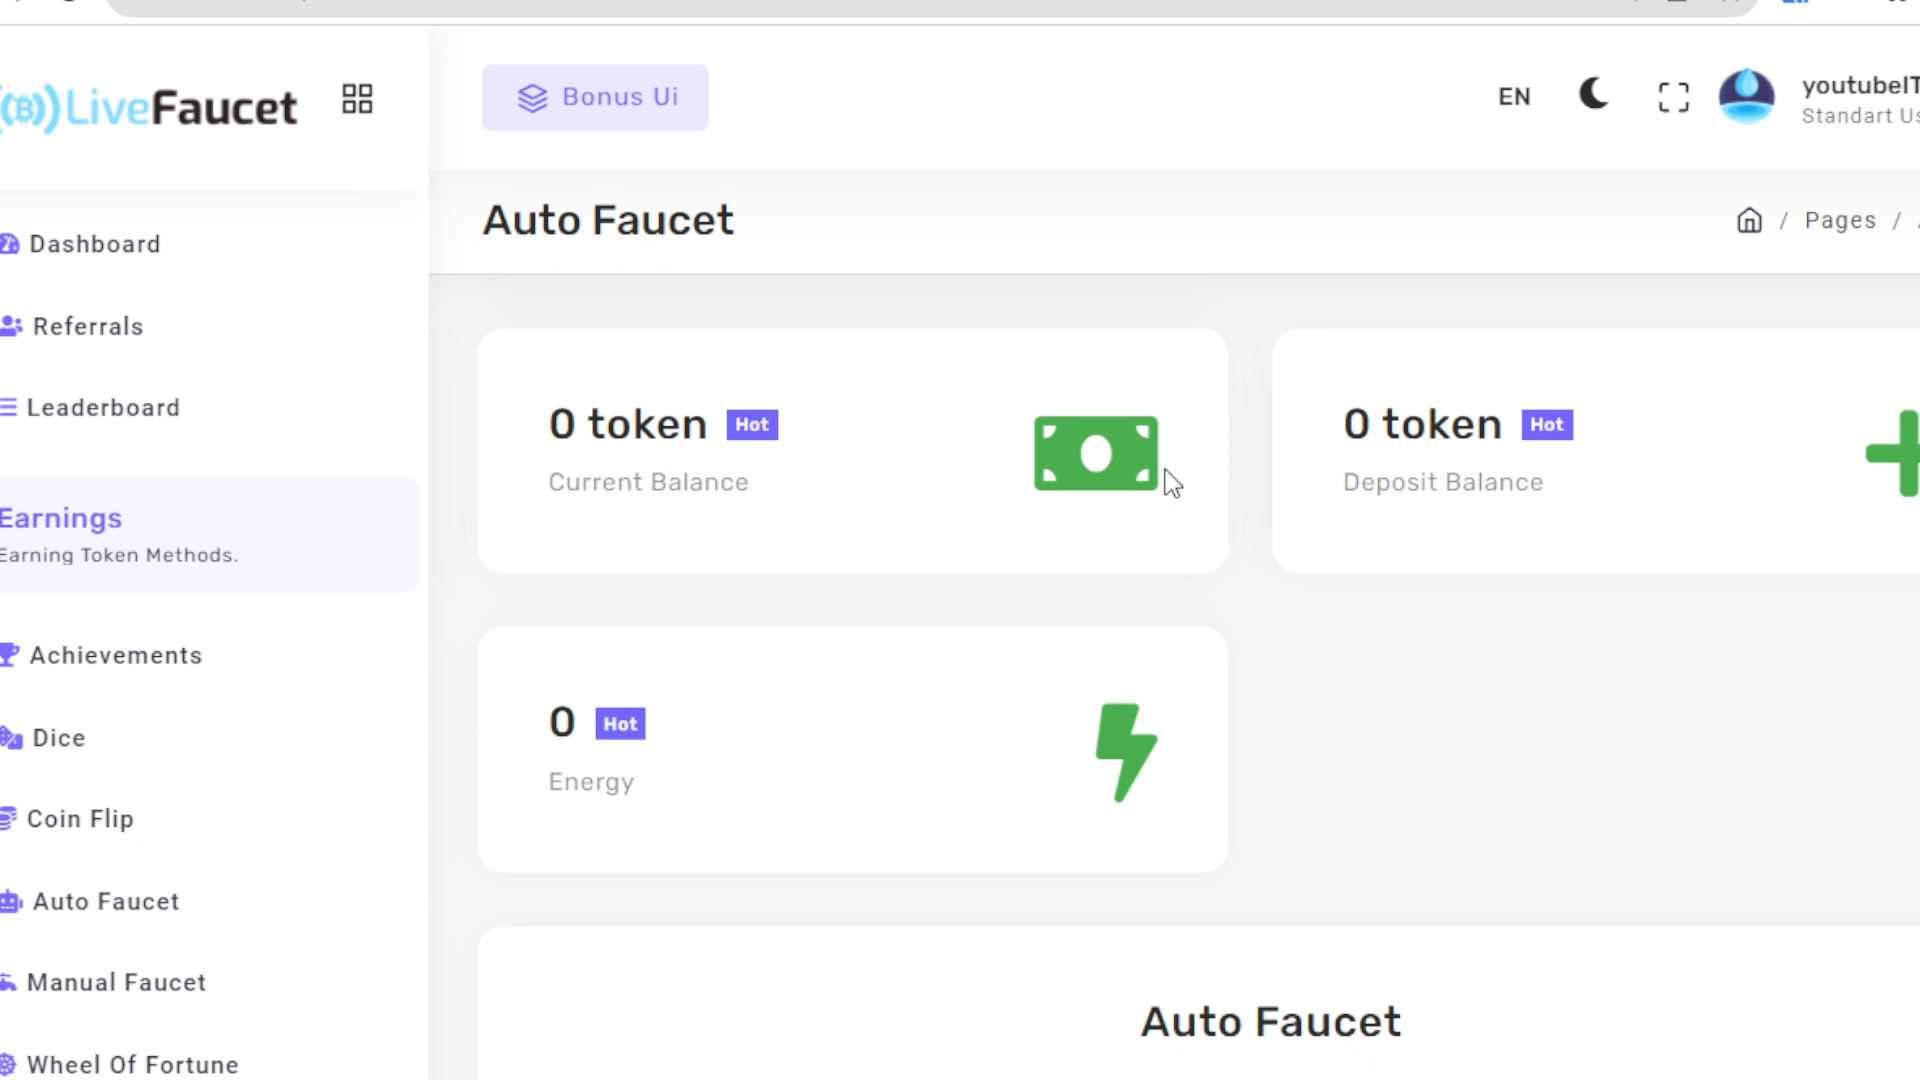 LiveFaucet
Bonus Ui
EN
youtubeIT
Standart Us
Auto Faucet
/ Pages /
Dashboard
Referrals
Leaderboard
Earnings
Earning Token Methods.
Achievements
Dice
Coin Flip
Auto Faucet
Manual Faucet
Wheel Of Fortune
0 token Hot
Current Balance
0 token Hot
Deposit Balance
0 Hot
Energy
Auto Faucet